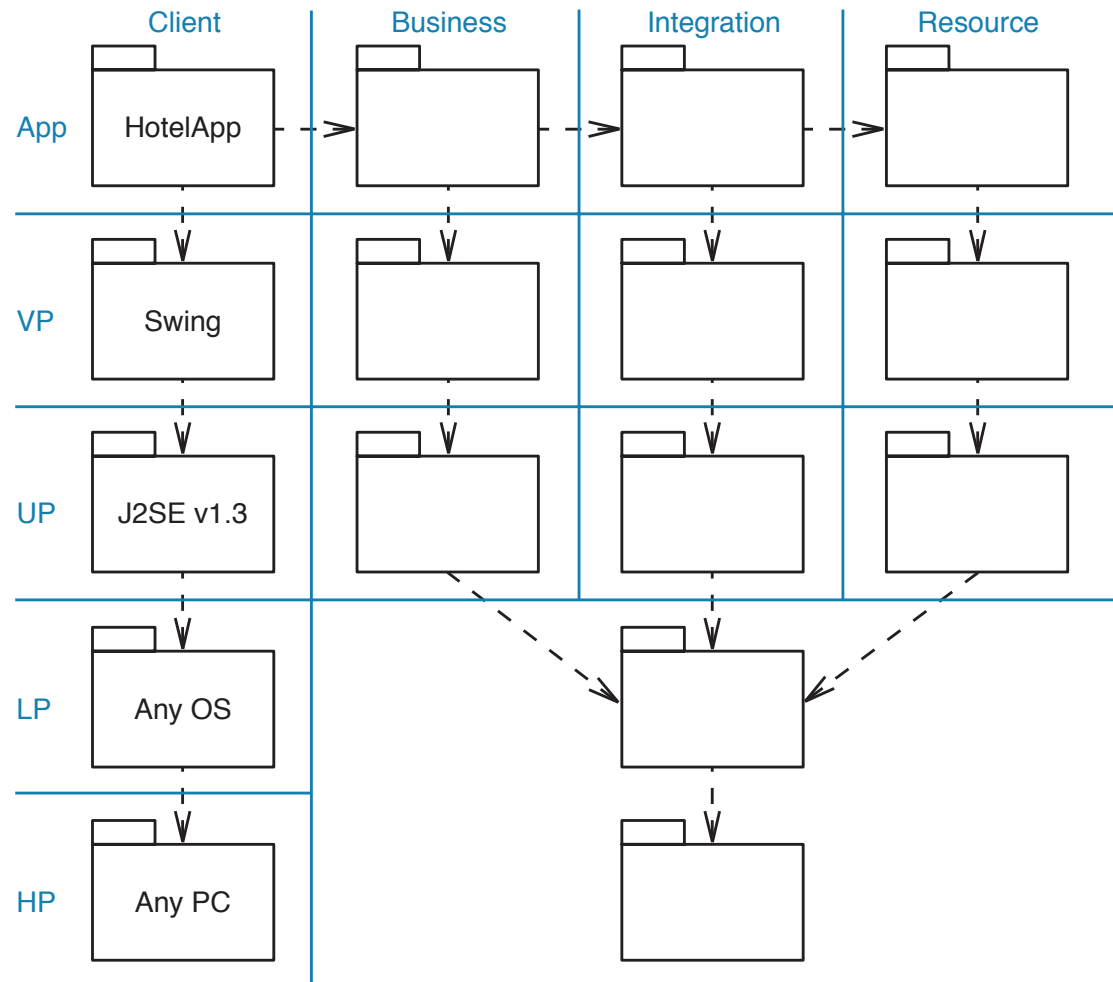 Client Business Integration Resource
App HotelApp
VP Swing
UP J2SE v1.3
LP Any OS
HP Any PC